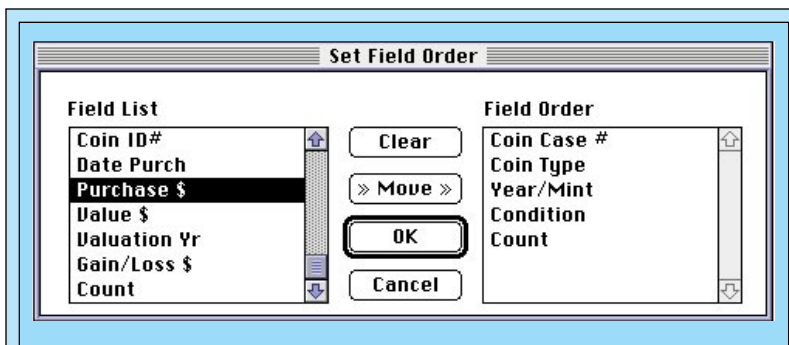 Set Field Order
Field List
Coin ID#
Date Purch
Purchase $
Value $
Valuation Yr
Gain/Loss $
Count
Clear
» Move »
OK
Cancel
Field Order
Coin Case #
Coin Type
Year/Mint
Condition
Count